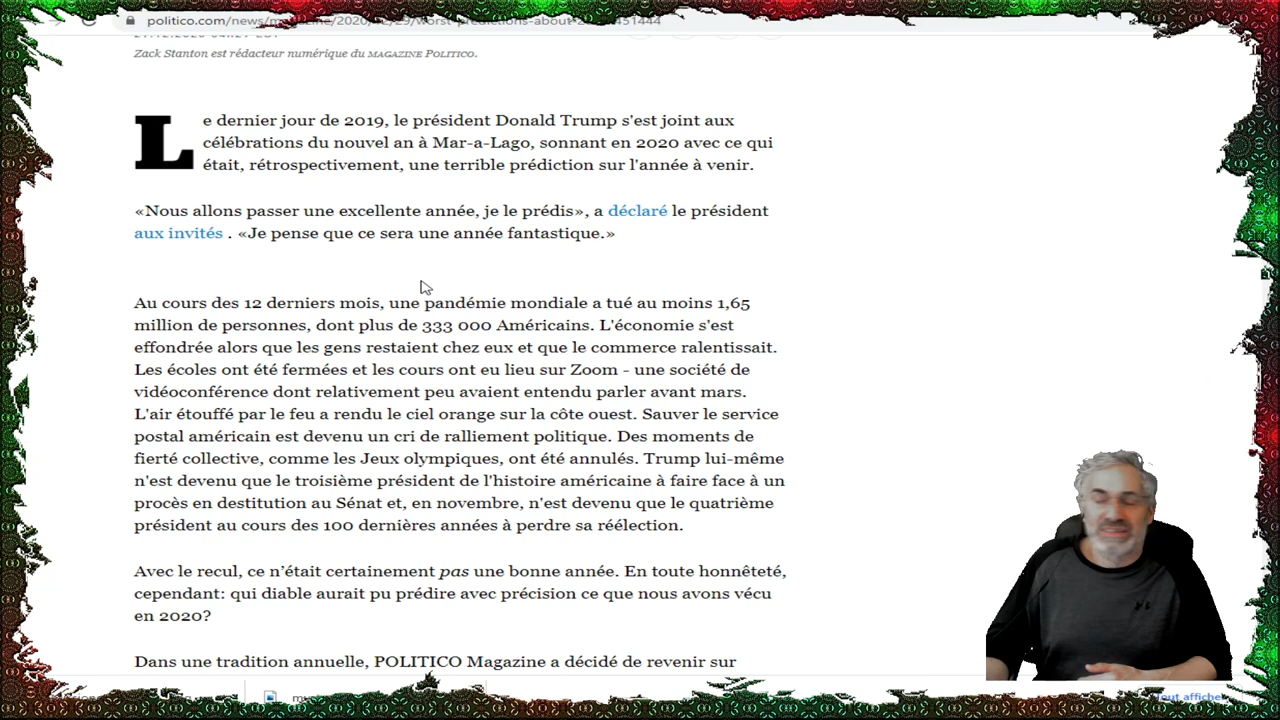 politico.com/news/magazine/2020/12/29/worst-predictions-about-2020-451444
Zack Stanton est rédacteur numérique du MAGAZINE POLITICO.
Le dernier jour de 2019, le président Donald Trump s'est joint aux
célébrations du nouvel an à Mar-a-Lago, sonnant en 2020 avec ce qui
était, rétrospectivement, une terrible prédiction sur l'année à venir.
«Nous allons passer une excellente année, je le prédis», a déclaré le président
aux invités . «Je pense que ce sera une année fantastique.»
Au cours des 12 derniers mois, une pandémie mondiale a tué au moins 1,65
million de personnes, dont plus de 333 000 Américains. L'économie s'est
effondrée alors que les gens restaient chez eux et que le commerce ralentissait.
Les écoles ont été fermées et les cours ont eu lieu sur Zoom - une société de
vidéoconférence dont relativement peu avaient entendu parler avant mars.
L'air étouffé par le feu a rendu le ciel orange sur la côte ouest. Sauver le service
postal américain est devenu un cri de ralliement politique. Des moments de
fierté collective, comme les Jeux olympiques, ont été annulés. Trump lui-même
n'est devenu que le troisième président de l'histoire américaine à faire face à un
procès en destitution au Sénat et, en novembre, n'est devenu que le quatrième
président au cours des 100 dernières années à perdre sa réélection.
Avec le recul, ce n’était certainement pas une bonne année. En toute honnêteté,
cependant: qui diable aurait pu prédire avec précision ce que nous avons vécu
en 2020?
Dans une tradition annuelle, POLITICO Magazine a décidé de revenir sur
tout affiche